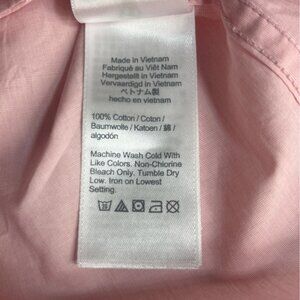 Made in Vietnam
Fabriqué au Viêt Nam
Hergestellt in Vietnam
Vervaardigd in Vietnam
ベトナム製
hecho en vietnam
100% Cotton / Coton /
Baumwolle / Katoen / 綿 /
algodón
Machine Wash Cold With
Like Colors. Non-Chlorine
Bleach Only. Tumble Dry
Low. Iron on Lowest
Setting.